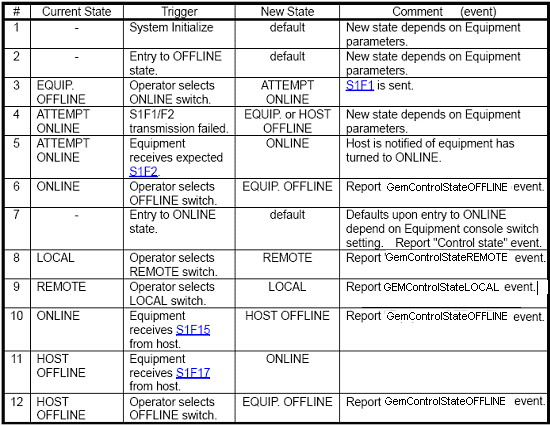 # Current State Trigger New State Comment (event)
1 - System Initialize default New state depends on Equipment
parameters.
2 - Entry to OFFLINE default New state depends on Equipment
state. parameters.
3 EQUIP. Operator selects ATTEMPT S1F1 is sent.
OFFLINE ONLINE switch. ONLINE
4 ATTEMPT S1F1/F2 EQUIP. or HOST New state depends on Equipment
ONLINE transmission failed. OFFLINE parameters.
5 ATTEMPT Equipment ONLINE Host is notified of equipment has
ONLINE receives expected turned to ONLINE.
S1F2.
6 ONLINE Operator selects EQUIP. OFFLINE Report GemControlStateOFFLINE event.
OFFLINE switch.
7 - Entry to ONLINE default Defaults upon entry to ONLINE
state. depend on Equipment console switch
setting. Report "Control state" event.
8 LOCAL Operator selects REMOTE Report GemControlStateREMOTE event.
REMOTE switch.
9 REMOTE Operator selects LOCAL Report GEMControlStateLOCAL event.
LOCAL switch.
10 ONLINE Equipment HOST OFFLINE Report GemControlStateOFFLINE event.
receives S1F15
from host.
11 HOST Equipment ONLINE
OFFLINE receives S1F17
from host.
12 HOST Operator selects EQUIP. OFFLINE Report GemControlStateOFFLINE event.
OFFLINE OFFLINE switch.